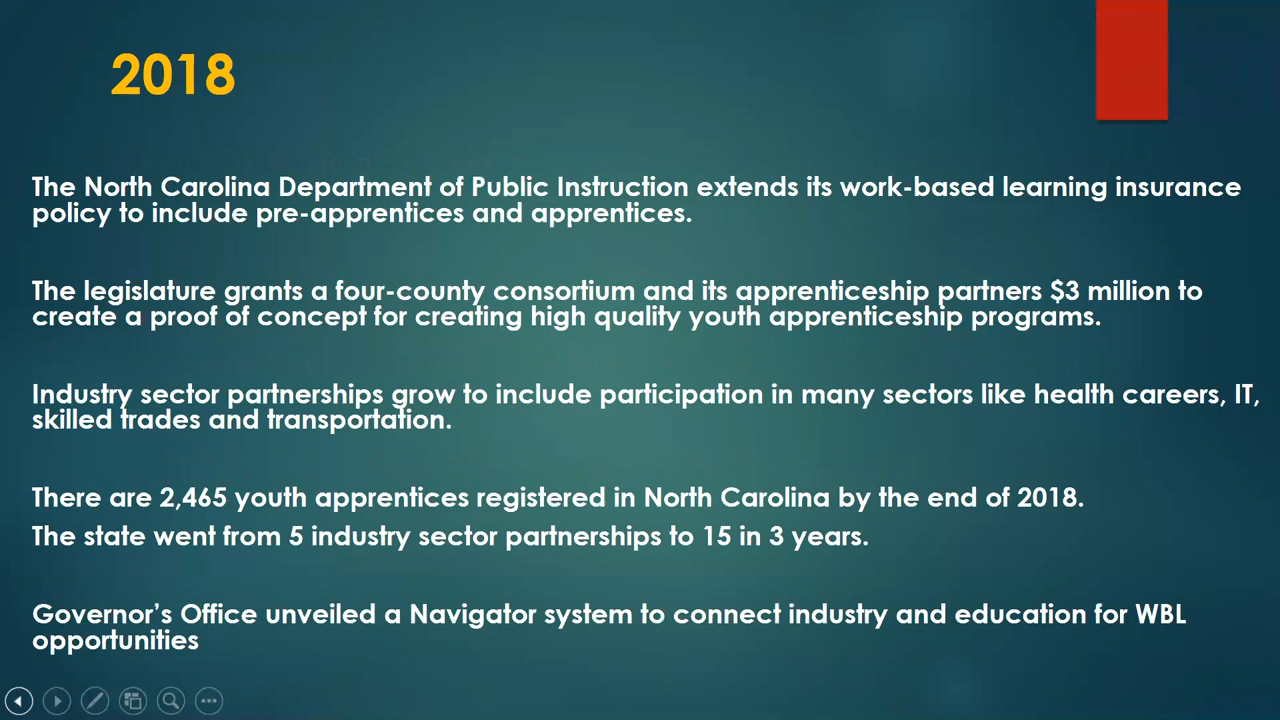 2018
The North Carolina Department of Public Instruction extends its work-based learning insurance
policy to include pre-apprentices and apprentices.
The legislature grants a four-county consortium and its apprenticeship partners $3 million to
create a proof of concept for creating high quality youth apprenticeship programs.
Industry sector partnerships grow to include participation in many sectors like health careers, IT,
skilled trades and transportation.
There are 2,465 youth apprentices registered in North Carolina by the end of 2018.
The state went from 5 industry sector partnerships to 15 in 3 years.
Governor’s Office unveiled a Navigator system to connect industry and education for WBL
opportunities